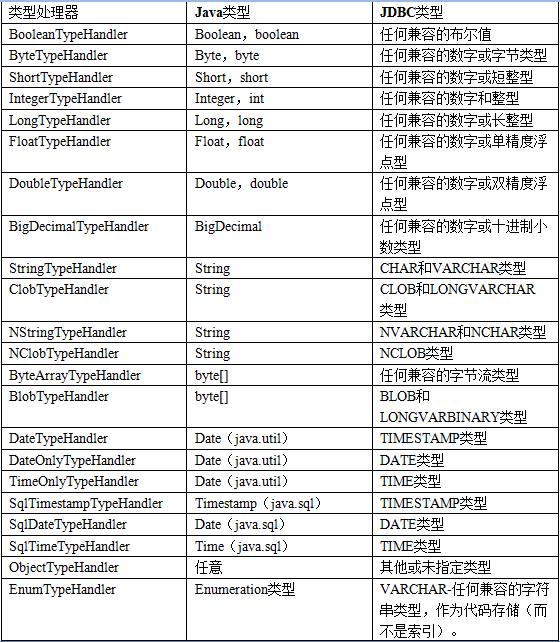 类型处理器 Java类型 JDBC类型
BooleanTypeHandler Boolean，boolean 任何兼容的布尔值
ByteTypeHandler Byte，byte 任何兼容的数字或字节类型
ShortTypeHandler Short，short 任何兼容的数字或短整型
IntegerTypeHandler Integer，int 任何兼容的数字和整型
LongTypeHandler Long，long 任何兼容的数字或长整型
FloatTypeHandler Float，float 任何兼容的数字或单精度浮
点型
DoubleTypeHandler Double，double 任何兼容的数字或双精度浮
点型
BigDecimalTypeHandler BigDecimal 任何兼容的数字或十进制小
数类型
StringTypeHandler String CHAR和VARCHAR类型
ClobTypeHandler String CLOB和LONGVARCHAR
类型
NStringTypeHandler String NVARCHAR和NCHAR类型
NClobTypeHandler String NCLOB类型
ByteArrayTypeHandler byte[] 任何兼容的字节流类型
BlobTypeHandler byte[] BLOB和
LONGVARBINARY类型
DateTypeHandler Date（java.util） TIMESTAMP类型
DateOnlyTypeHandler Date（java.util） DATE类型
TimeOnlyTypeHandler Date（java.util） TIME类型
SqlTimestampTypeHandler Timestamp（java.sql） TIMESTAMP类型
SqlDateTypeHandler Date（java.sql） DATE类型
SqlTimeTypeHandler Time（java.sql） TIME类型
ObjectTypeHandler 任意 其他或未指定类型
EnumTypeHandler Enumeration类型 VARCHAR-任何兼容的字符
串类型，作为代码存储（而
不是索引）。